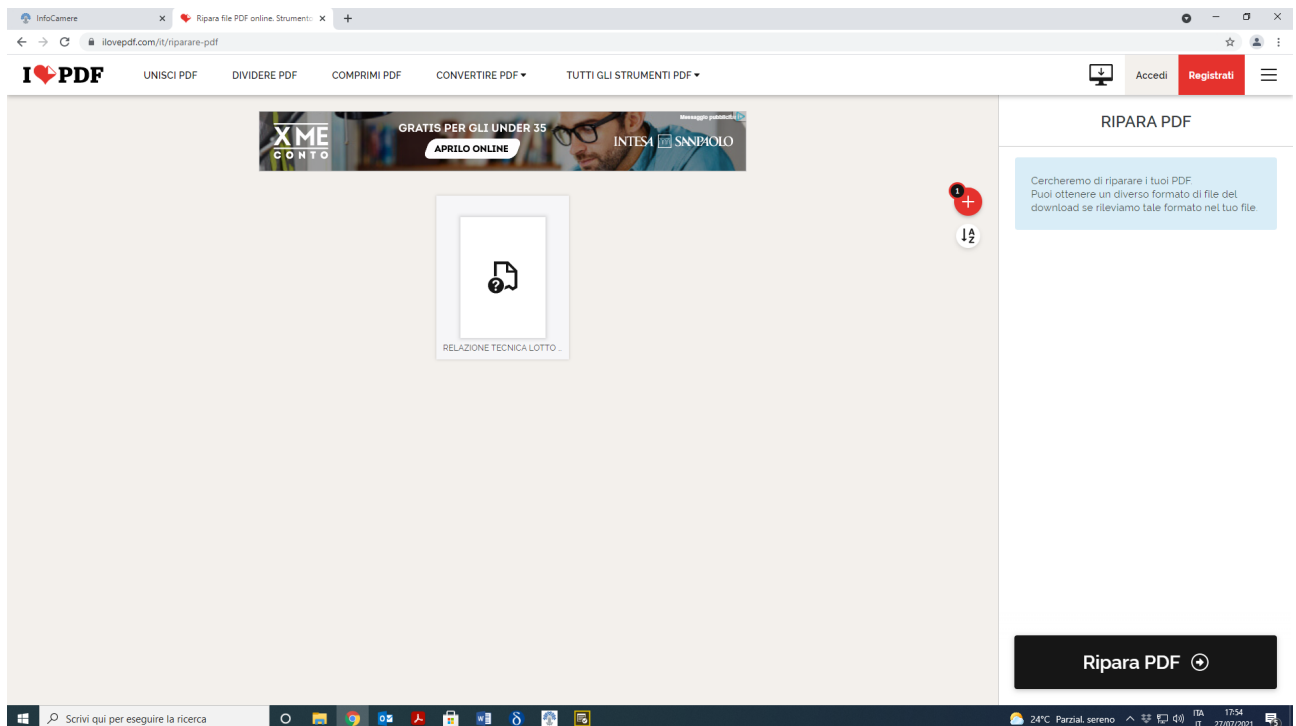 InfoCamere
Ripara file PDF online. Strumento
ilovepdf.com/it/riparare-pdf
I PDF
UNISCI PDF
DIVIDERE PDF
COMPRIMI PDF
CONVERTIRE PDF
TUTTI GLI STRUMENTI PDF
Accedi
Registrati
XME
CONTO
GRATIS PER GLI UNDER 35
APRILO ONLINE
Messaggio pubblicitario
INTESA SANPAOLO
RIPARA PDF
Cercheremo di riparare i tuoi PDF
Puoi ottenere un diverso formato di file del
download se rileviamo tale formato nel tuo file.
1
A
Z
RELAZIONE TECNICA LOTTO ...
Ripara PDF
Scrivi qui per eseguire la ricerca
24°C Parzial. sereno
ITA
IT
17:54
27/07/2021
5